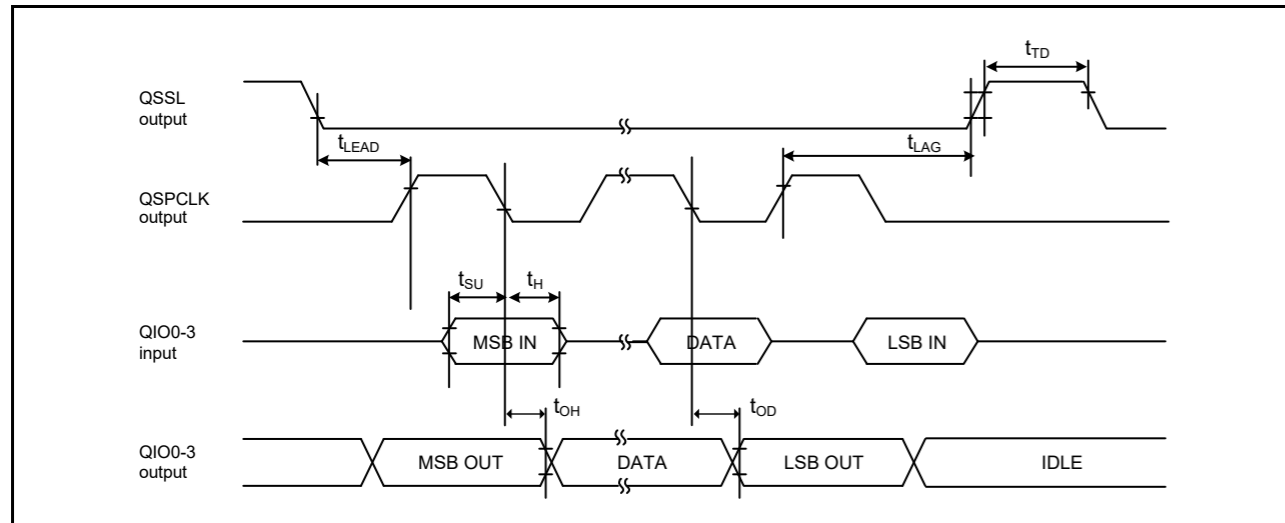 QSSL
output
tTD
tLEAD
tLAG
QSPCLK
output
tSU
tH
QIO0-3
input
MSB IN
DATA
LSB IN
tOH
tOD
QIO0-3
output
MSB OUT
DATA
LSB OUT
IDLE